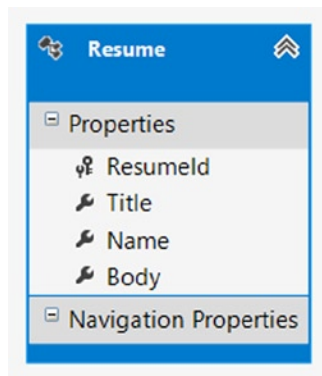 Resume
Properties
ResumeId
Title
Name
Body
Navigation Properties